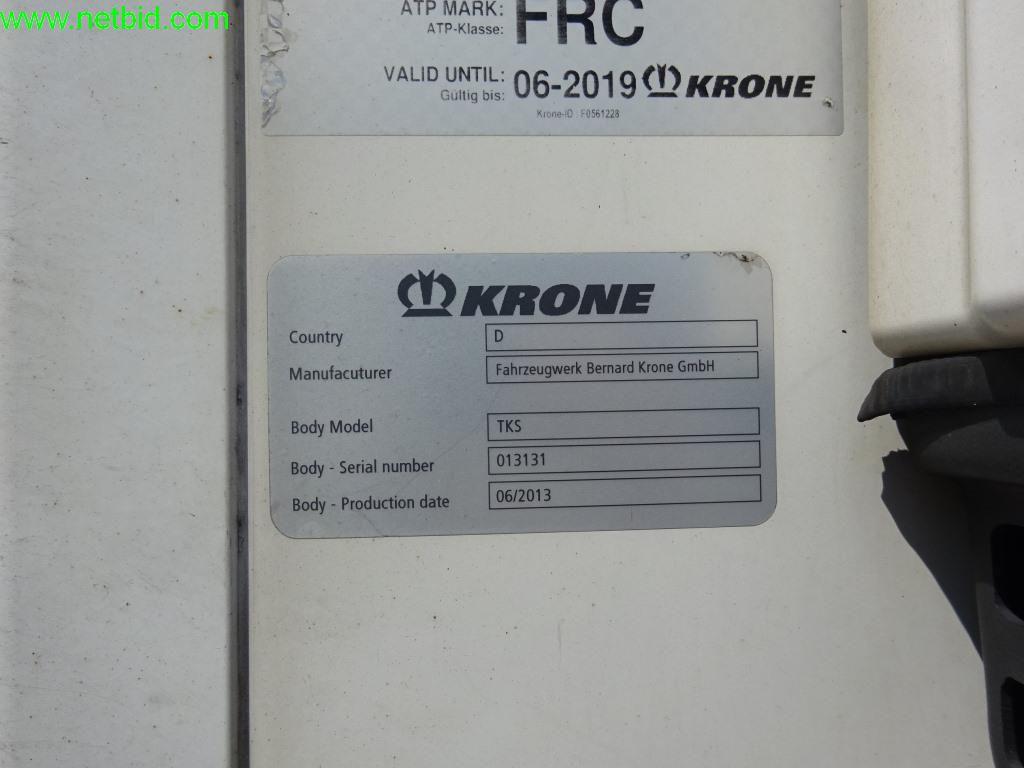 www.netbid.com
ATP MARK: FRC
ATP-Klasse:
VALID UNTIL: 06-2019 KRONE
Gültig bis:
Krone-ID : F0561228
KRONE
Country D
Manufacuturer Fahrzeugwerk Bernard Krone GmbH
Body Model TKS
Body - Serial number 013131
Body - Production date 06/2013